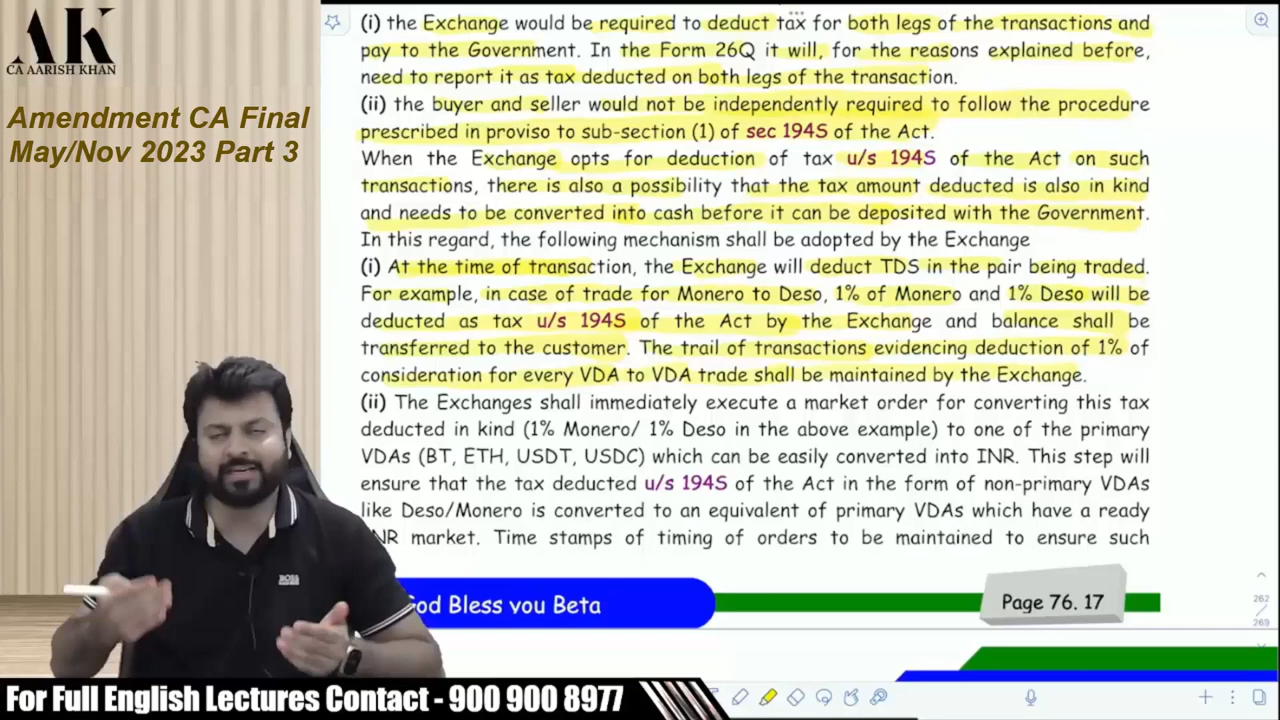 AK
CA AARISH KHAN
Amendment CA Final
May/Nov 2023 Part 3
(i) the Exchange would be required to deduct tax for both legs of the transactions and
pay to the Government. In the Form 26Q it will, for the reasons explained before,
need to report it as tax deducted on both legs of the transaction.
(ii) the buyer and seller would not be independently required to follow the procedure
prescribed in proviso to sub-section (1) of sec 194S of the Act.
When the Exchange opts for deduction of tax u/s 194S of the Act on such
transactions, there is also a possibility that the tax amount deducted is also in kind
and needs to be converted into cash before it can be deposited with the Government.
In this regard, the following mechanism shall be adopted by the Exchange
(i) At the time of transaction, the Exchange will deduct TDS in the pair being traded.
For example, in case of trade for Monero to Deso, 1% of Monero and 1% Deso will be
deducted as tax u/s 194S of the Act by the Exchange and balance shall be
transferred to the customer. The trail of transactions evidencing deduction of 1% of
consideration for every VDA to VDA trade shall be maintained by the Exchange.
(ii) The Exchanges shall immediately execute a market order for converting this tax
deducted in kind (1% Monero/ 1% Deso in the above example) to one of the primary
VDAs (BT, ETH, USDT, USDC) which can be easily converted into INR. This step will
ensure that the tax deducted u/s 194S of the Act in the form of non-primary VDAs
like Deso/Monero is converted to an equivalent of primary VDAs which have a ready
NR market. Time stamps of timing of orders to be maintained to ensure such
od Bless you Beta
Page 76. 17
262
269
BOSS
For Full English Lectures Contact - 900 900 8977